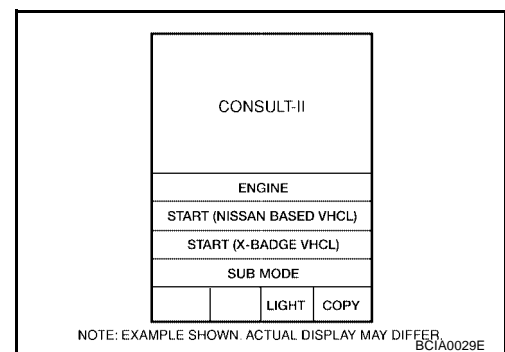 CONSULT-II
ENGINE
START (NISSAN BASED VHCL)
START (X-BADGE VHCL)
SUB MODE
LIGHT COPY
NOTE: EXAMPLE SHOWN. ACTUAL DISPLAY MAY DIFFER.
BCIA0029E